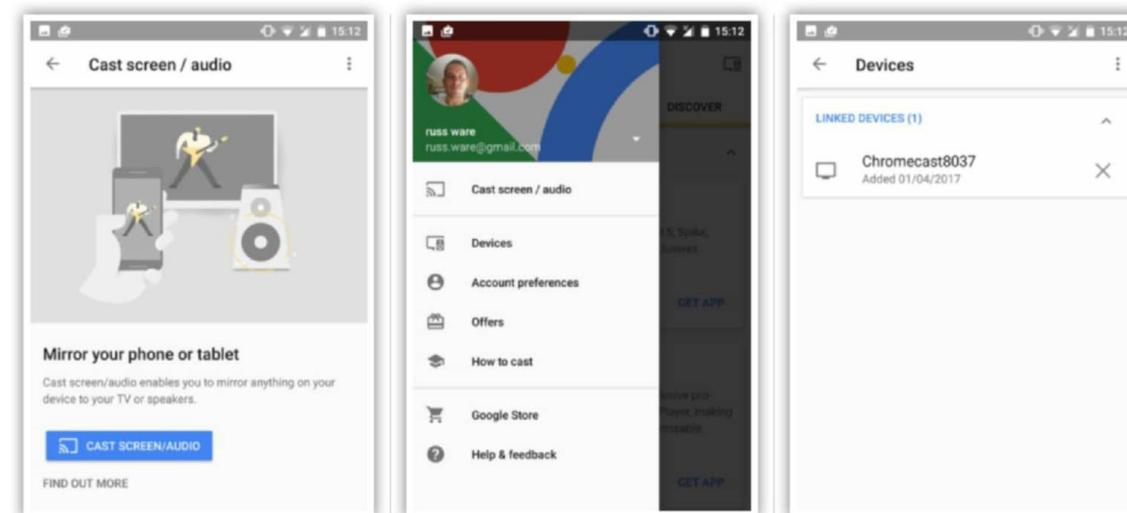 15:12
Cast screen / audio
Mirror your phone or tablet
Cast screen/audio enables you to mirror anything on your
device to your TV or speakers.
CAST SCREEN/AUDIO
FIND OUT MORE
15:12
DISCOVER
russ ware
russ.ware@gmail.com
Cast screen / audio
Devices
Account preferences
GET APP
Offers
How to cast
Player, making
Google Store
Help & feedback
GET APP
15:12
Devices
LINKED DEVICES (1)
Chromecast8037
Added 01/04/2017